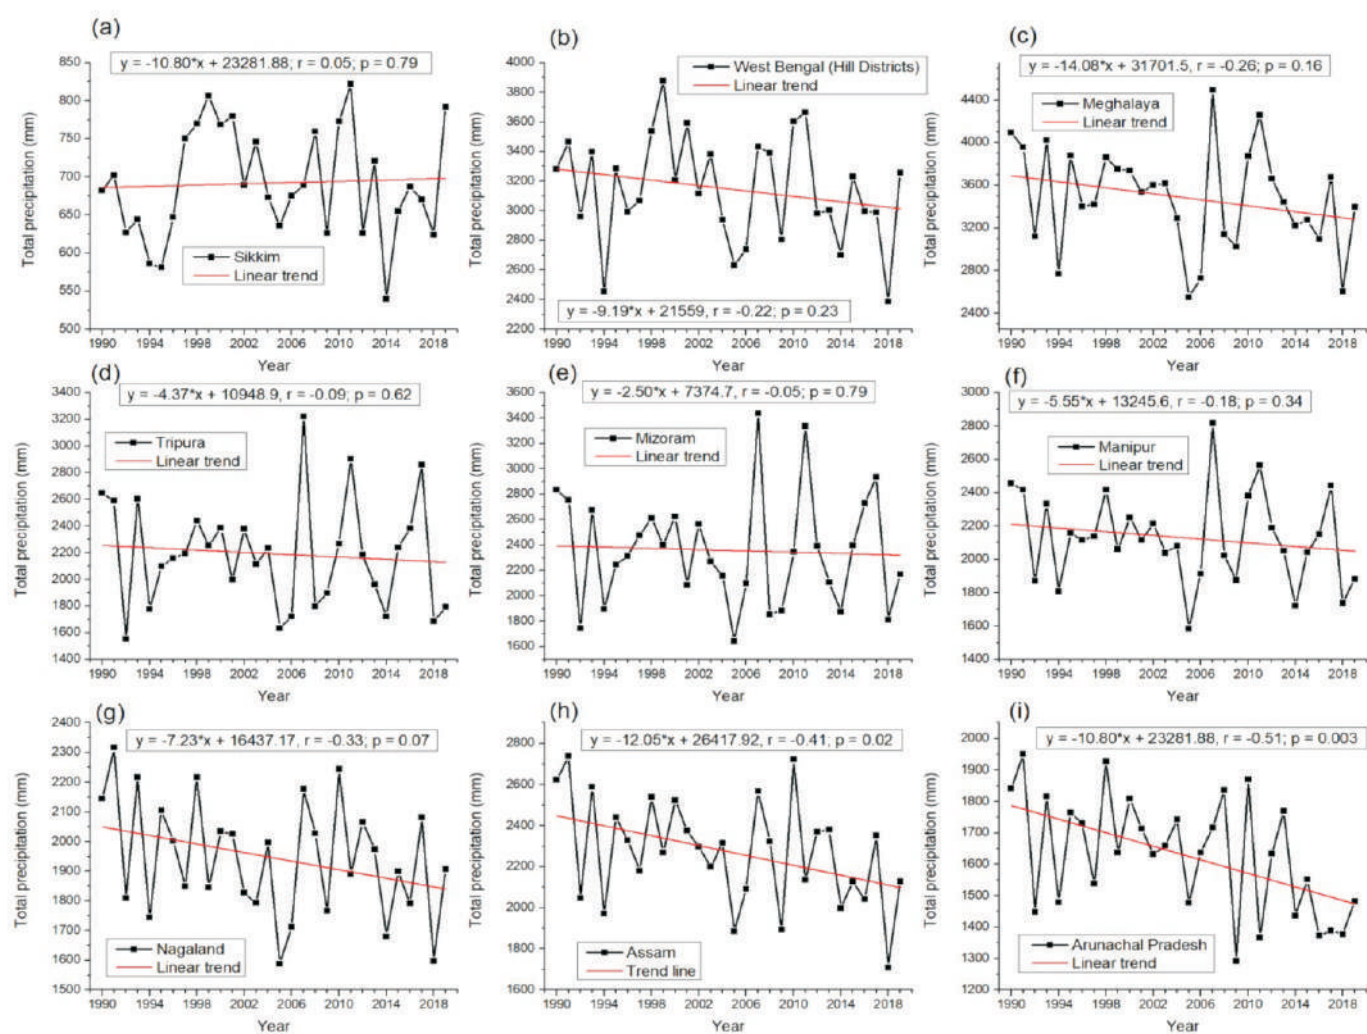 (a)
y = -10.80*x + 23281.88; r = 0.05; p = 0.79
Total precipitation (mm)
850
800
750
700
650
600
550
500
Sikkim
Linear trend
1990 1994 1998 2002 2006 2010 2014 2018
Year
(b)
West Bengal (Hill Districts)
Linear trend
Total precipitation (mm)
4000
3800
3600
3400
3200
3000
2800
2600
2400
2200
y = -9.19*x + 21559, r = -0.22; p = 0.23
1990 1994 1998 2002 2006 2010 2014 2018
Year
(c)
y = -14.08*x + 31701.5, r = -0.26; p = 0.16
Meghalaya
Linear trend
Total precipitation (mm)
4400
4000
3600
3200
2800
2400
1990 1994 1998 2002 2006 2010 2014 2018
Year
(d)
y = -4.37*x + 10948.9, r = -0.09; p = 0.62
Tripura
Linear trend
Total precipitation (mm)
3400
3200
3000
2800
2600
2400
2200
2000
1800
1600
1400
1990 1994 1998 2002 2006 2010 2014 2018
Year
(e)
y = -2.50*x + 7374.7, r = -0.05; p = 0.79
Mizoram
Linear trend
Total precipitation (mm)
3600
3400
3200
3000
2800
2600
2400
2200
2000
1800
1600
1990 1994 1998 2002 2006 2010 2014 2018
Year
(f)
y = -5.55*x + 13245.6, r = -0.18; p = 0.34
Manipur
Linear trend
Total precipitation (mm)
3000
2800
2600
2400
2200
2000
1800
1600
1400
1990 1994 1998 2002 2006 2010 2014 2018
Year
(g)
y = -7.23*x + 16437.17, r = -0.33; p = 0.07
Total precipitation (mm)
2400
2300
2200
2100
2000
1900
1800
1700
1600
1500
Nagaland
Linear trend
1990 1994 1998 2002 2006 2010 2014 2018
Year
(h)
y = -12.05*x + 26417.92, r = -0.41; p = 0.02
Total precipitation (mm)
2800
2600
2400
2200
2000
1800
1600
Assam
Trend line
1990 1994 1998 2002 2006 2010 2014 2018
Year
(i)
y = -10.80*x + 23281.88, r = -0.51; p = 0.003
Total precipitation (mm)
2000
1900
1800
1700
1600
1500
1400
1300
1200
Arunachal Pradesh
Linear trend
1990 1994 1998 2002 2006 2010 2014 2018
Year